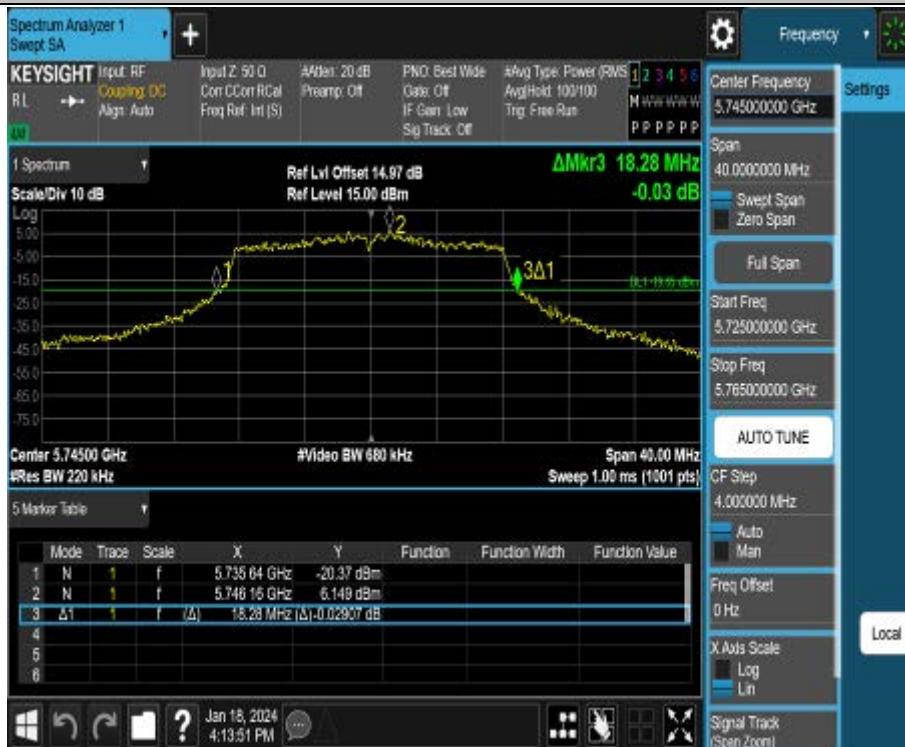 Spectrum Analyzer 1
Swept SA
+
Frequency
KEYSIGHT
RL
Input: RF
Coupling: DC
Align: Auto
Input Z: 50 Ω
Corr CCorr RCal
Freq Ref: Int (S)
#Atten: 20 dB
Preamp: Off
PNO: Best Wide
Gate: Off
IF Gain: Low
Sig Track: Off
#Avg Type: Power (RMS
Avg|Hold: 100/100
Trig: Free Run
1 2 3 4 5 6
M W W W W W
P P P P P P
1 Spectrum
Scale/Div 10 dB
Log
Ref Lvl Offset 14.97 dB
Ref Level 15.00 dBm
ΔMkr3 18.28 MHz
-0.03 dB
5.00
-5.00
-15.0
-25.0
-35.0
-45.0
-55.0
-65.0
-75.0
2
1
3Δ1
Center 5.74500 GHz
#Video BW 680 kHz
Span 40.00 MHz
#Res BW 220 kHz
Sweep 1.00 ms (1001 pts)
5 Marker Table
Mode Trace Scale X Y Function Function Width Function Value
1 N 1 f 5.735 64 GHz -20.37 dBm
2 N 1 f 5.746 16 GHz 6.149 dBm
3 Δ1 1 f (Δ) 18.28 MHz (Δ) -0.02907 dB
4
5
6
Jan 18, 2024
4:13:51 PM
Center Frequency
5.745000000 GHz
Settings
Span
40.0000000 MHz
Swept Span
Zero Span
Full Span
Start Freq
5.725000000 GHz
Stop Freq
5.765000000 GHz
AUTO TUNE
CF Step
4.000000 MHz
Auto
Man
Freq Offset
0 Hz
X Axis Scale
Log
Lin
Local
Signal Track
(Span Zoom)